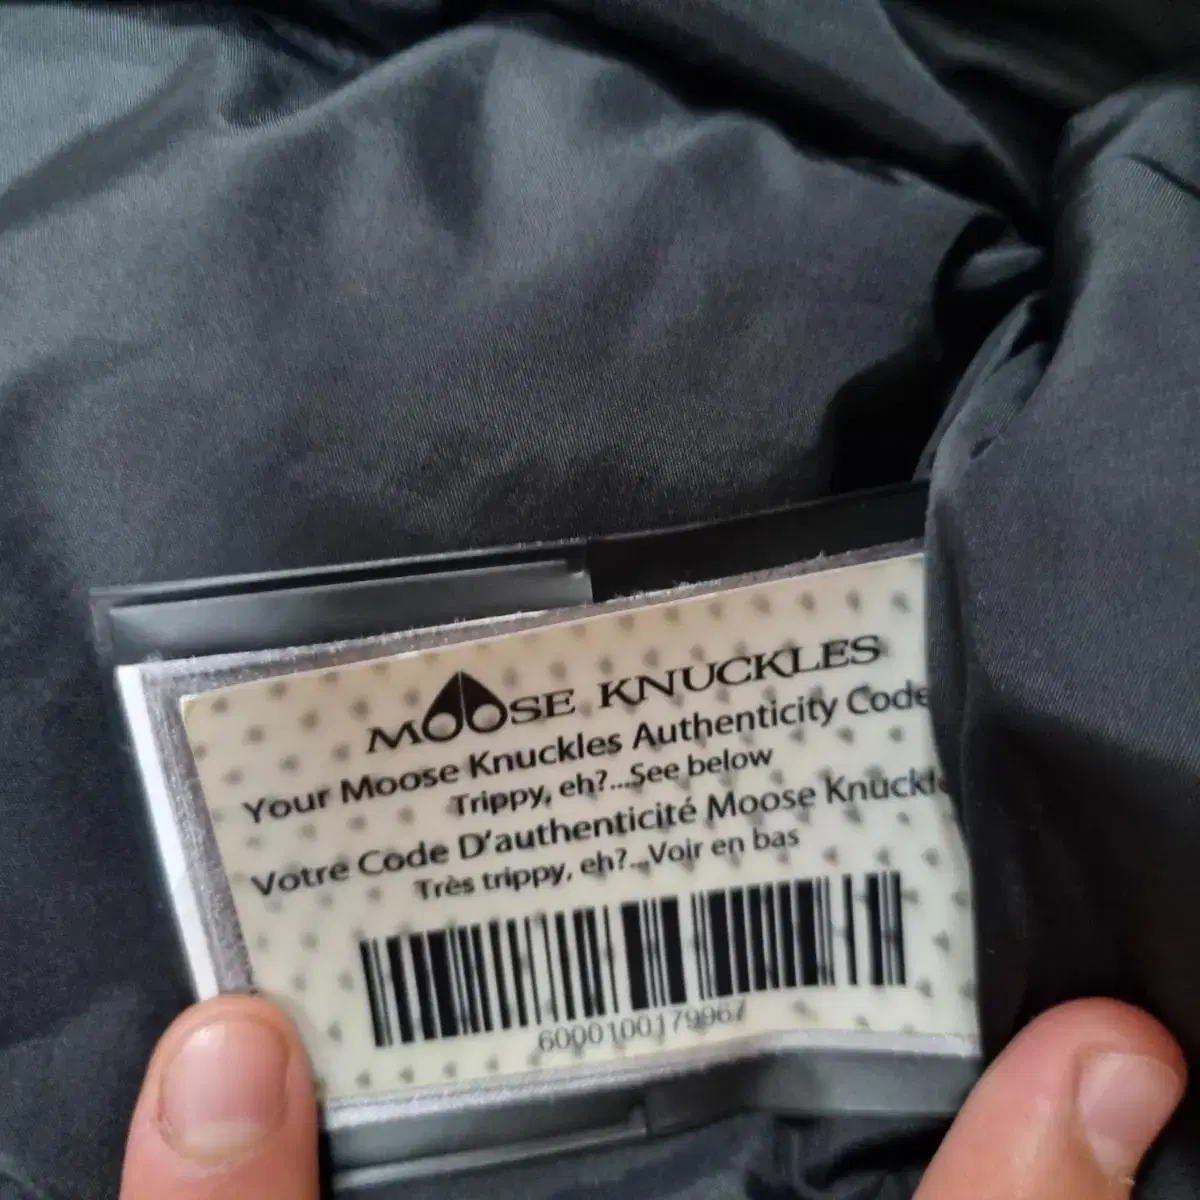 MOOSE KNUCKLES
Your Moose Knuckles Authenticity Code
Trippy, eh?...See below
Votre Code D'authenticité Moose Knuckle
Très trippy, eh?...Voir en bas
6000100179967